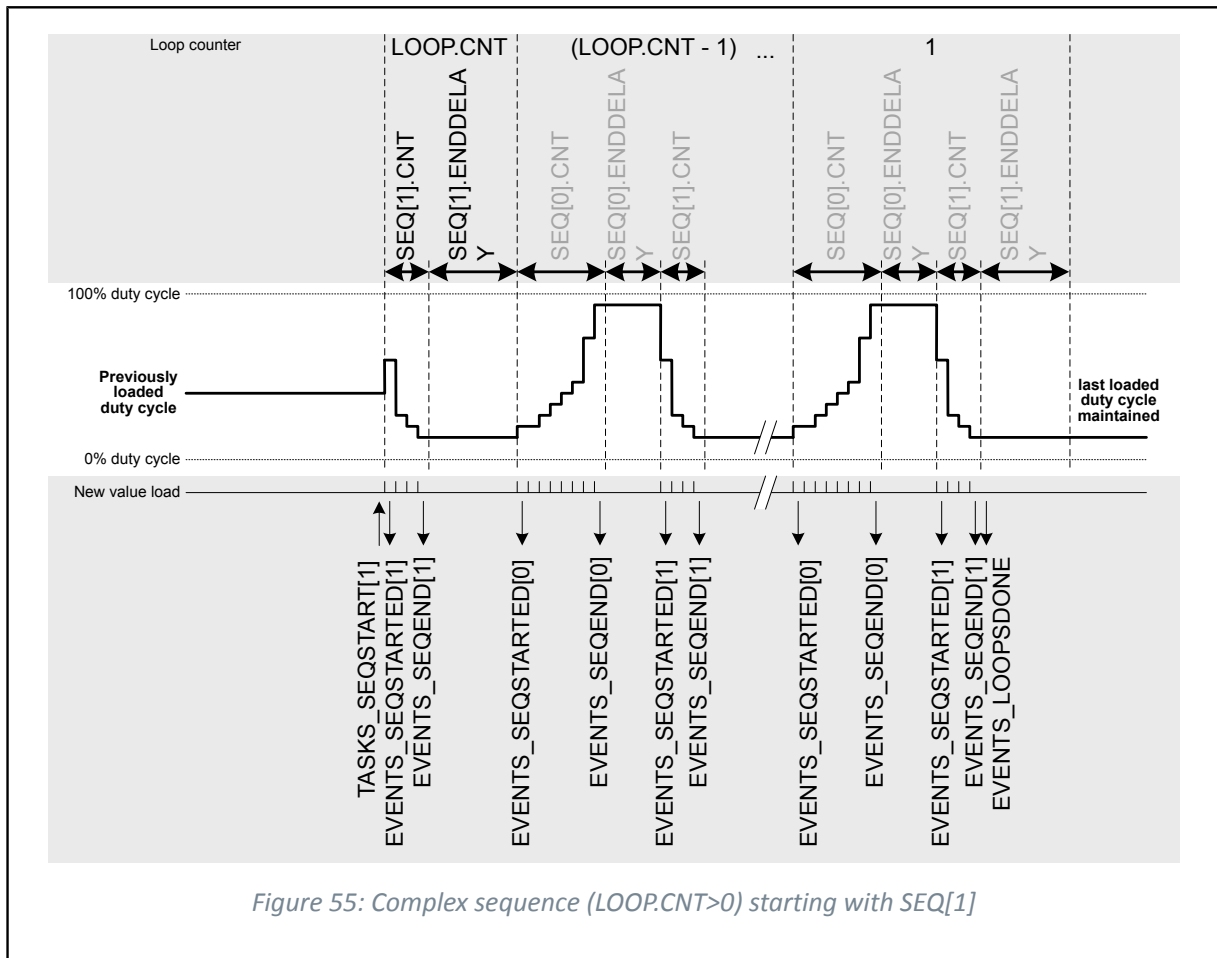 Loop counter
LOOP.CNT
(LOOP.CNT - 1)
...
1
SEQ[1].CNT
SEQ[1].ENDDELA
Y
SEQ[0].CNT
SEQ[0].ENDDELA
Y
SEQ[1].CNT
SEQ[0].CNT
SEQ[0].ENDDELA
Y
SEQ[1].CNT
SEQ[1].ENDDELA
Y
100% duty cycle
Previously
loaded
duty cycle
last loaded
duty cycle
maintained
0% duty cycle
New value load
TASKS_SEQSTART[1]
EVENTS_SEQSTARTED[1]
EVENTS_SEQEND[1]
EVENTS_SEQSTARTED[0]
EVENTS_SEQEND[0]
EVENTS_SEQSTARTED[1]
EVENTS_SEQEND[1]
EVENTS_SEQSTARTED[0]
EVENTS_SEQEND[0]
EVENTS_SEQSTARTED[1]
EVENTS_SEQEND[1]
EVENTS_LOOPSDONE
Figure 55: Complex sequence (LOOP.CNT>0) starting with SEQ[1]